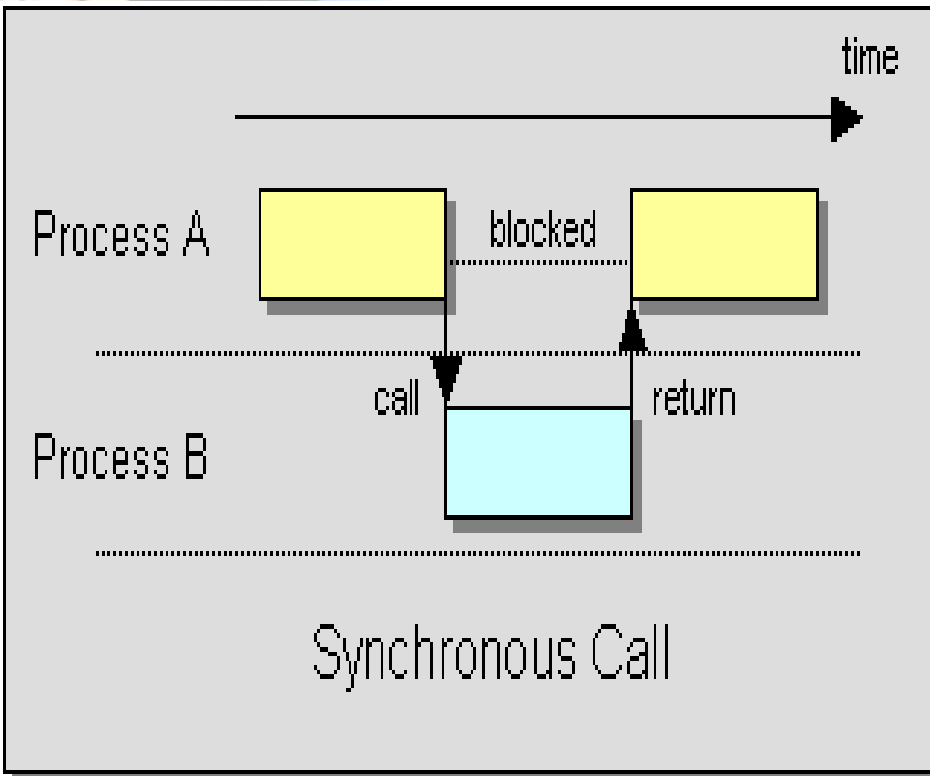 time
Process A
blocked
call
return
Process B
Synchronous Call